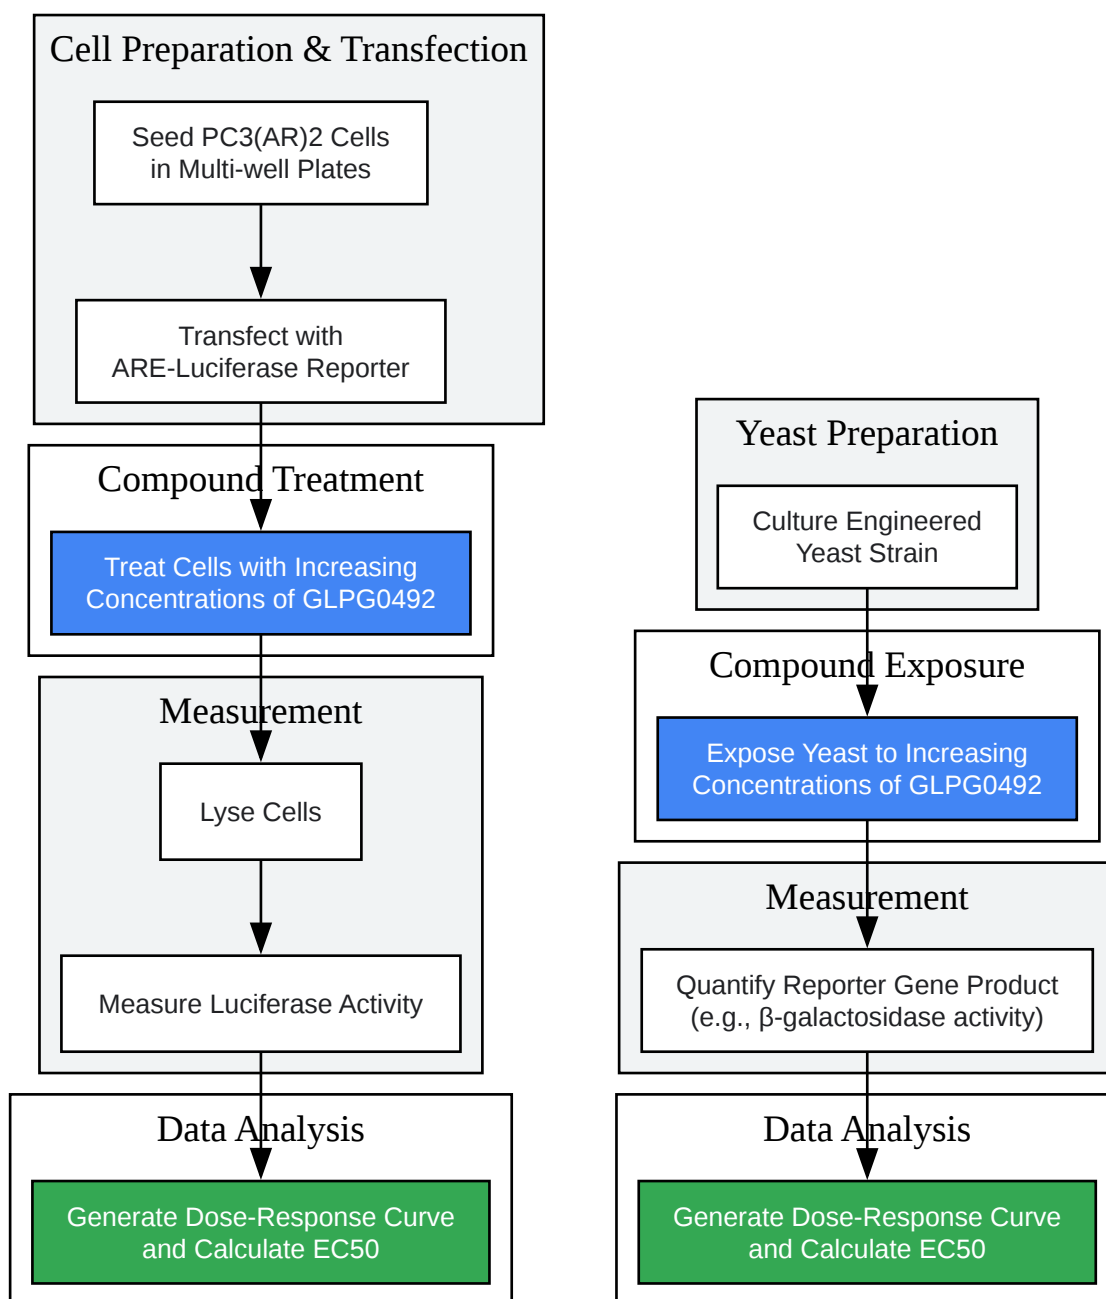 Cell Preparation & Transfection
Seed PC3(AR)2 Cells
in Multi-well Plates
Transfect with
ARE-Luciferase Reporter
Compound Treatment
Treat Cells with Increasing
Concentrations of GLPG0492
Measurement
Lyse Cells
Measure Luciferase Activity
Data Analysis
Generate Dose-Response Curve
and Calculate EC50
Yeast Preparation
Culture Engineered
Yeast Strain
Compound Exposure
Expose Yeast to Increasing
Concentrations of GLPG0492
Measurement
Quantify Reporter Gene Product
(e.g., β-galactosidase activity)
Data Analysis
Generate Dose-Response Curve
and Calculate EC50